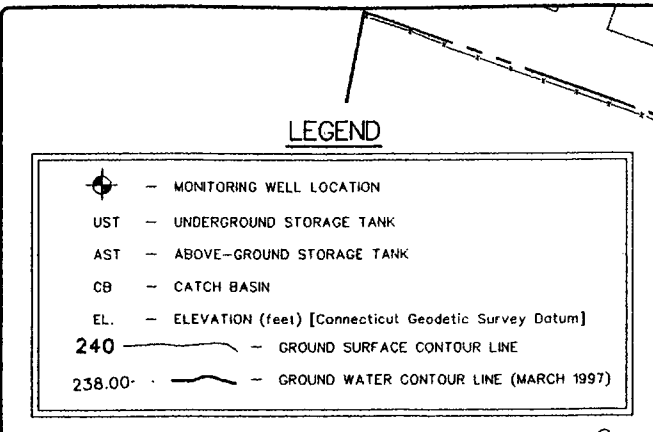 LEGEND
– MONITORING WELL LOCATION
UST – UNDERGROUND STORAGE TANK
AST – ABOVE-GROUND STORAGE TANK
CB – CATCH BASIN
EL. – ELEVATION (feet) [Connecticut Geodetic Survey Datum]
240 – GROUND SURFACE CONTOUR LINE
238.00 – GROUND WATER CONTOUR LINE (MARCH 1997)